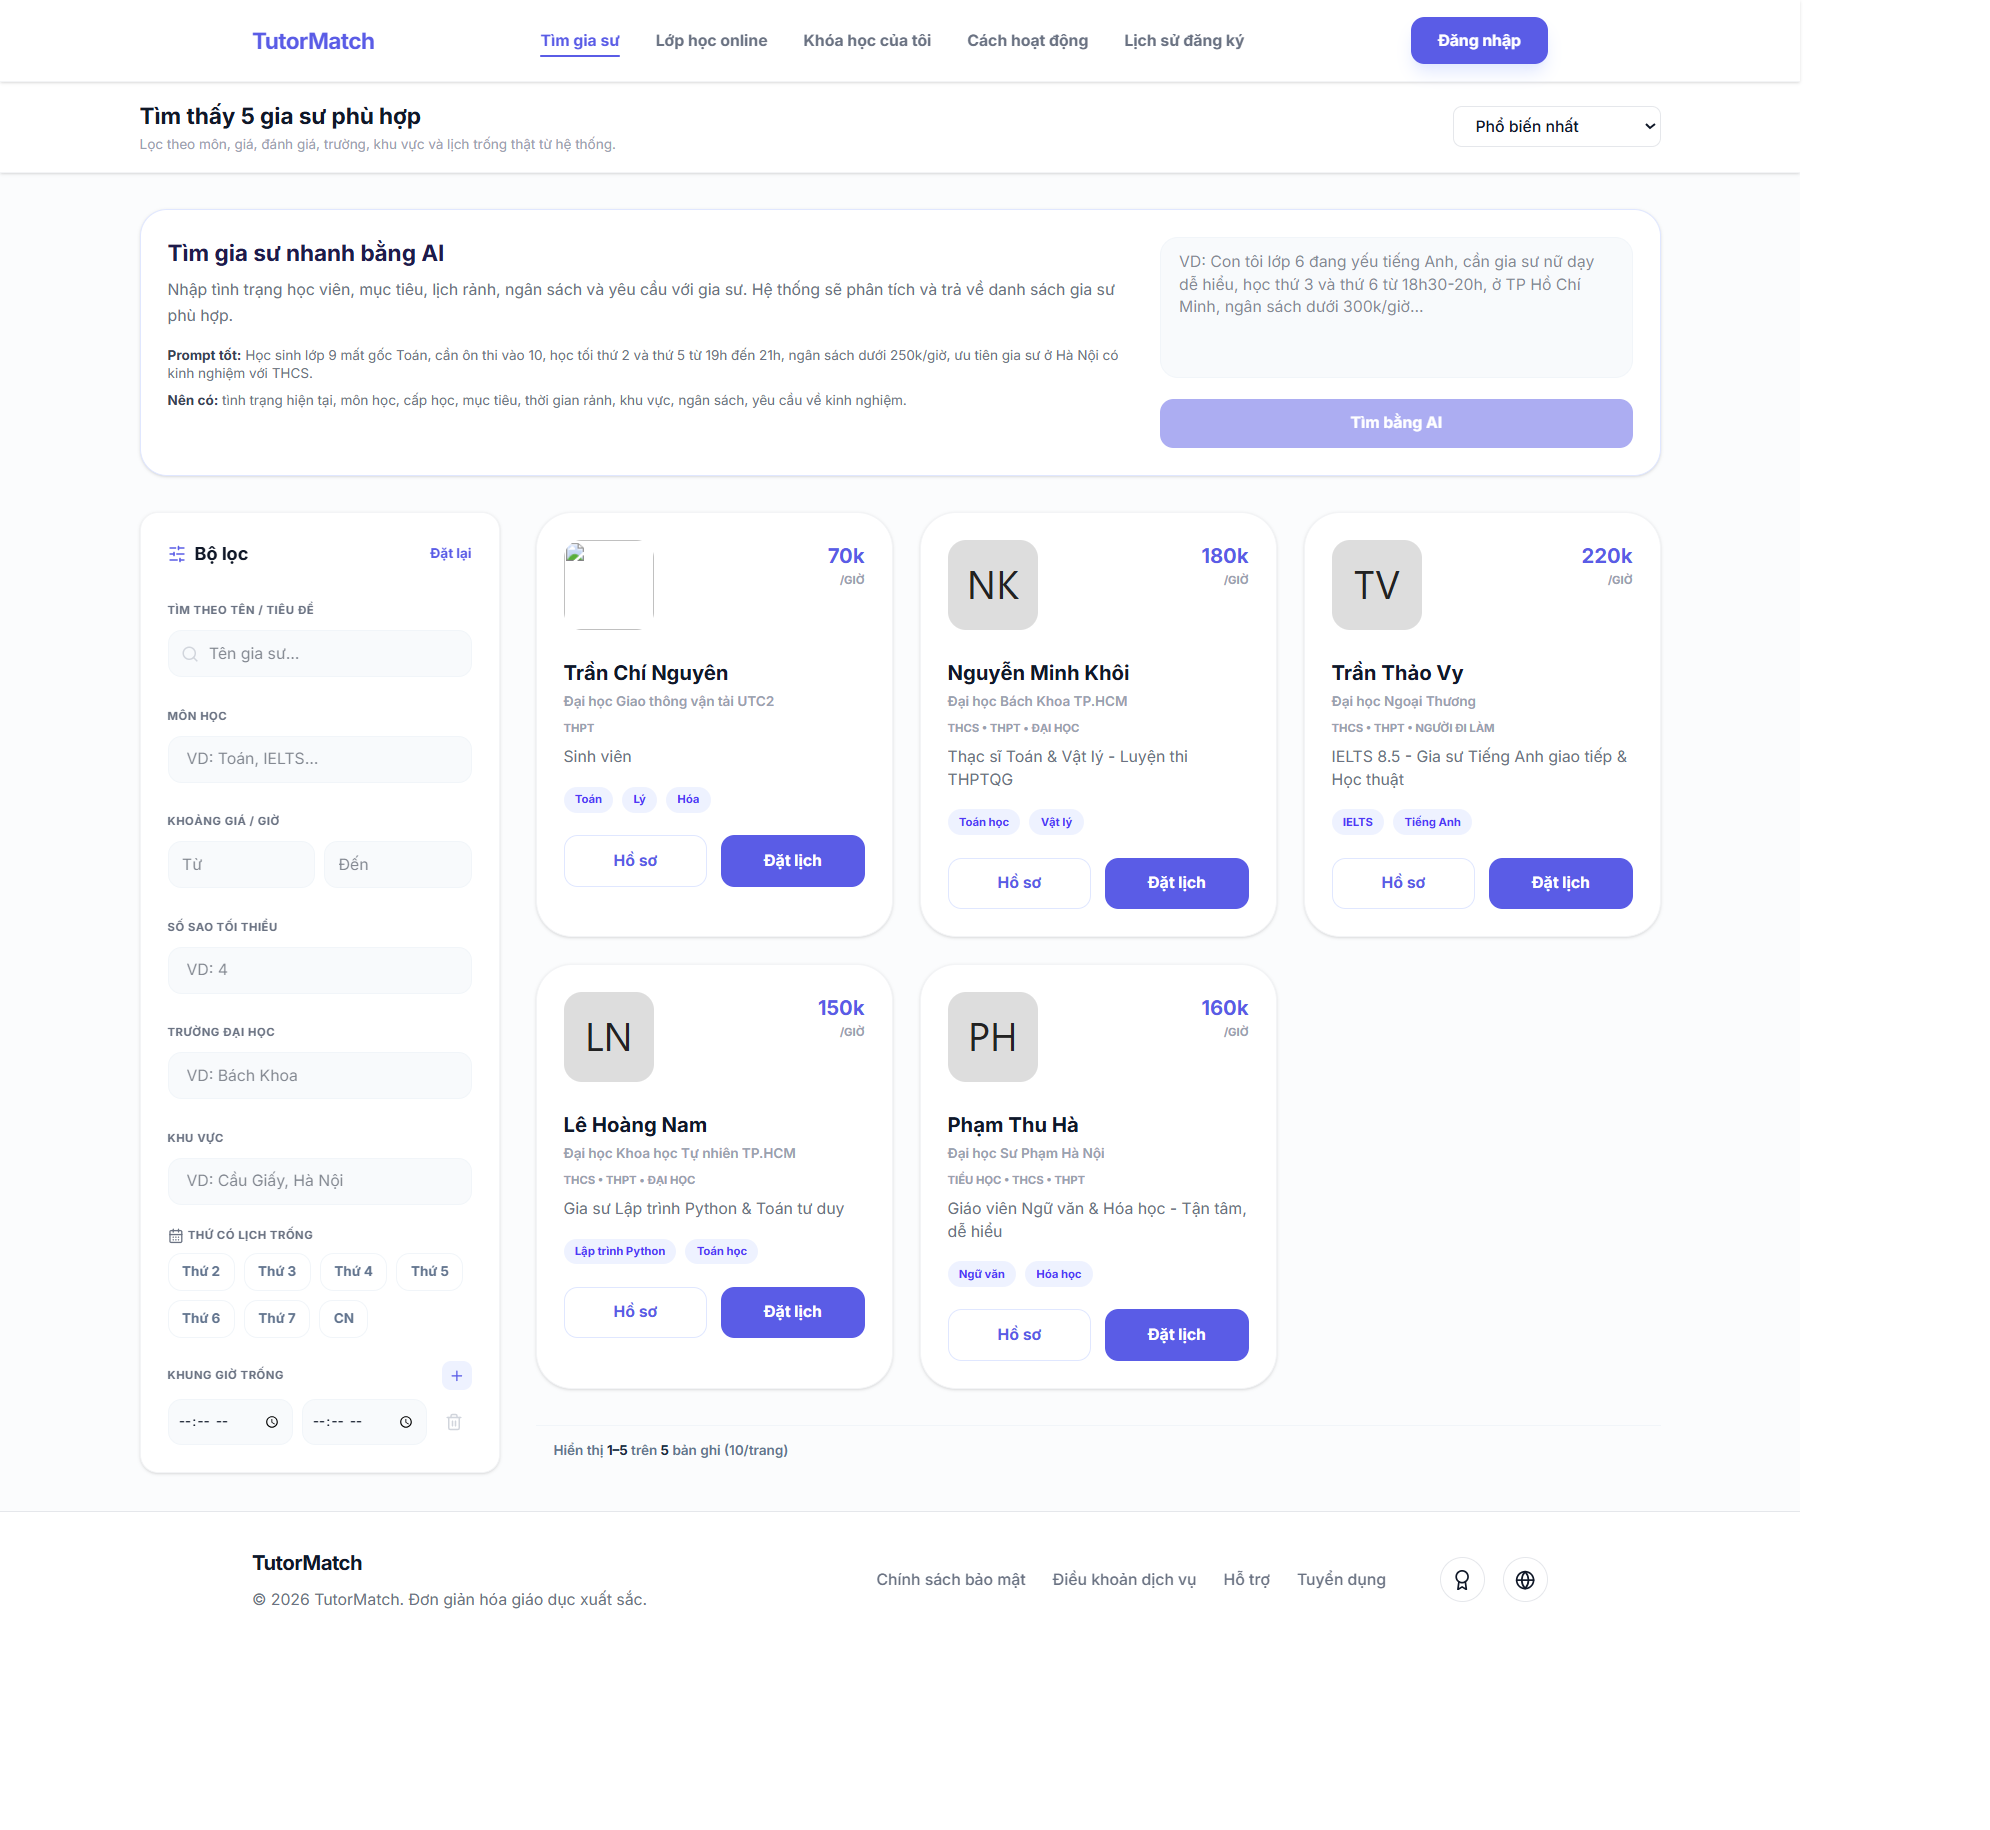 TutorMatch
Tìm gia sư
Lớp học online
Khóa học của tôi
Cách hoạt động
Lịch sử đăng ký
Đăng nhập
Tìm thấy 5 gia sư phù hợp
Lọc theo môn, giá, đánh giá, trường, khu vực và lịch trống thật từ hệ thống.
Phổ biến nhất
Tìm gia sư nhanh bằng AI
Nhập tình trạng học viên, mục tiêu, lịch rảnh, ngân sách và yêu cầu với gia sư. Hệ thống sẽ phân tích và trả về danh sách gia sư
phù hợp.
Prompt tốt: Học sinh lớp 9 mất gốc Toán, cần ôn thi vào 10, học tối thứ 2 và thứ 5 từ 19h đến 21h, ngân sách dưới 250k/giờ, ưu tiên gia sư ở Hà Nội có
kinh nghiệm với THCS.
Nên có: tình trạng hiện tại, môn học, cấp học, mục tiêu, thời gian rảnh, khu vực, ngân sách, yêu cầu về kinh nghiệm.
VD: Con tôi lớp 6 đang yếu tiếng Anh, cần gia sư nữ dạy
dễ hiểu, học thứ 3 và thứ 6 từ 18h30-20h, ở TP Hồ Chí
Minh, ngân sách dưới 300k/giờ...
Tìm bằng AI
Bộ lọc
Đặt lại
TÌM THEO TÊN / TIÊU ĐỀ
Tên gia sư...
MÔN HỌC
VD: Toán, IELTS...
KHOẢNG GIÁ / GIỜ
Từ
Đến
SỐ SAO TỐI THIỂU
VD: 4
TRƯỜNG ĐẠI HỌC
VD: Bách Khoa
KHU VỰC
VD: Cầu Giấy, Hà Nội
THỨ CÓ LỊCH TRỐNG
Thứ 2
Thứ 3
Thứ 4
Thứ 5
Thứ 6
Thứ 7
CN
KHUNG GIỜ TRỐNG
--:-- --
--:-- --
70k
/GIỜ
Trần Chí Nguyên
Đại học Giao thông vận tải UTC2
THPT
Sinh viên
Toán
Lý
Hóa
Hồ sơ
Đặt lịch
NK
180k
/GIỜ
Nguyễn Minh Khôi
Đại học Bách Khoa TP.HCM
THCS • THPT • ĐẠI HỌC
Thạc sĩ Toán & Vật lý - Luyện thi
THPTQG
Toán học
Vật lý
Hồ sơ
Đặt lịch
TV
220k
/GIỜ
Trần Thảo Vy
Đại học Ngoại Thương
THCS • THPT • NGƯỜI ĐI LÀM
IELTS 8.5 - Gia sư Tiếng Anh giao tiếp &
Học thuật
IELTS
Tiếng Anh
Hồ sơ
Đặt lịch
LN
150k
/GIỜ
Lê Hoàng Nam
Đại học Khoa học Tự nhiên TP.HCM
THCS • THPT • ĐẠI HỌC
Gia sư Lập trình Python & Toán tư duy
Lập trình Python
Toán học
Hồ sơ
Đặt lịch
PH
160k
/GIỜ
Phạm Thu Hà
Đại học Sư Phạm Hà Nội
TIỂU HỌC • THCS • THPT
Giáo viên Ngữ văn & Hóa học - Tận tâm,
dễ hiểu
Ngữ văn
Hóa học
Hồ sơ
Đặt lịch
Hiển thị 1–5 trên 5 bản ghi (10/trang)
TutorMatch
© 2026 TutorMatch. Đơn giản hóa giáo dục xuất sắc.
Chính sách bảo mật
Điều khoản dịch vụ
Hỗ trợ
Tuyển dụng